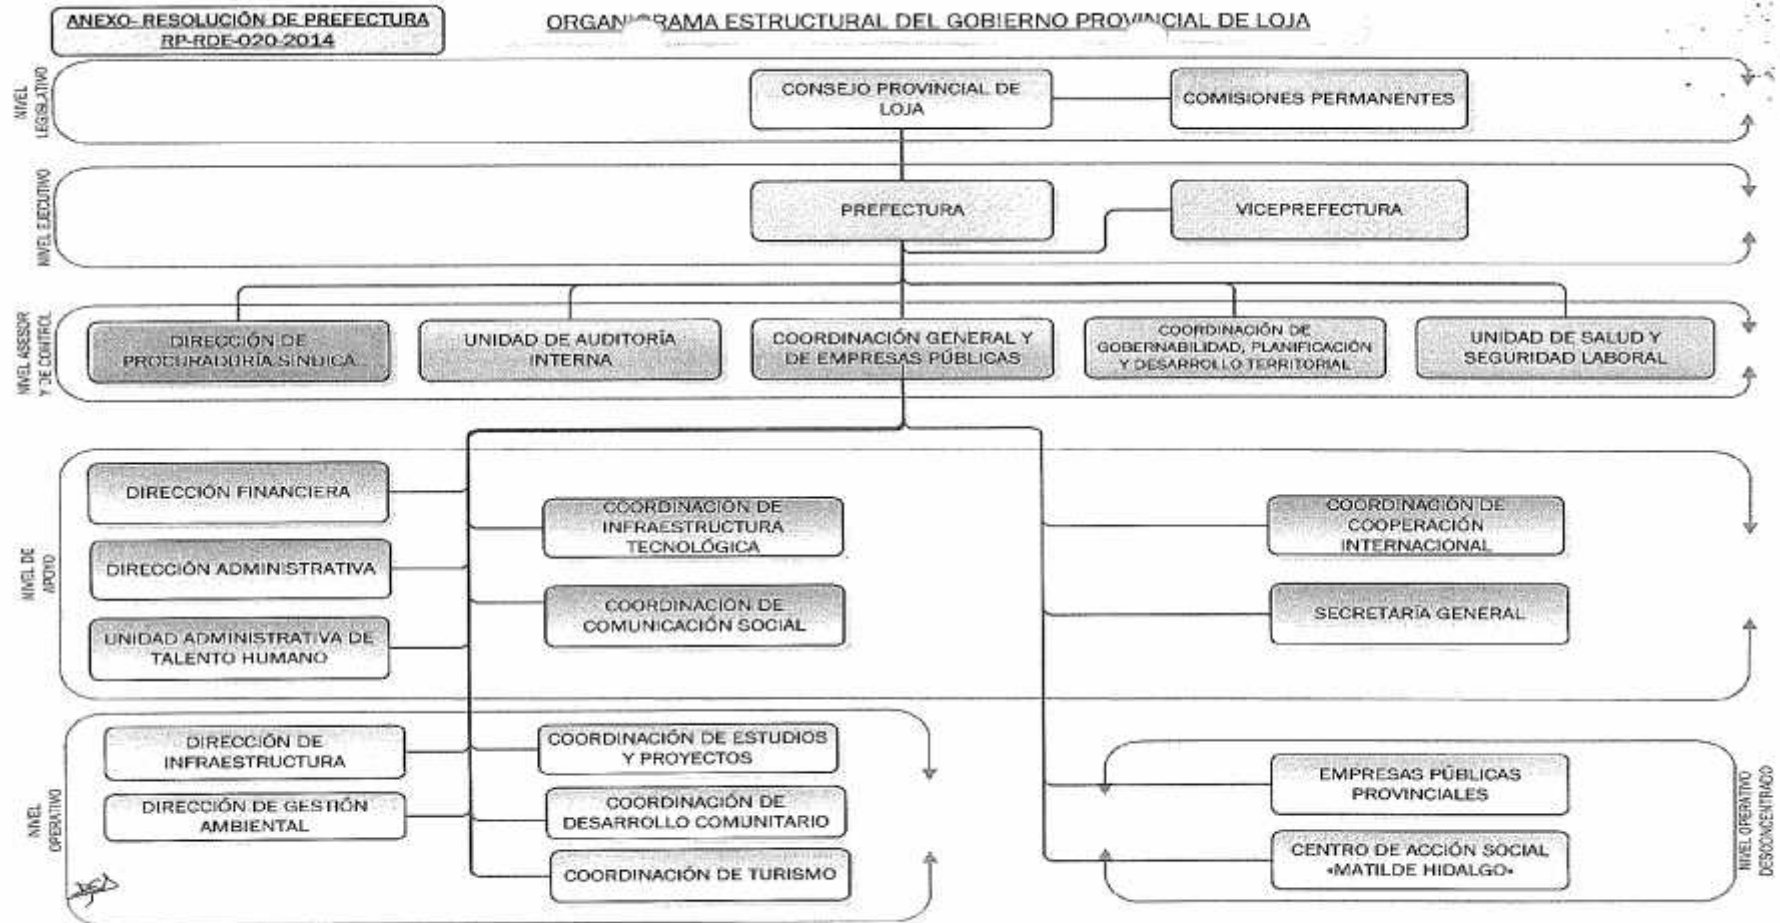 ANEXO- RESOLUCIÓN DE PREFECTURA
RP-RDE-020-2014
ORGANIGRAMA ESTRUCTURAL DEL GOBIERNO PROVINCIAL DE LOJA
NIVEL
LEGISLATIVO
CONSEJO PROVINCIAL DE
LOJA
COMISIONES PERMANENTES
NIVEL EJECUTIVO
PREFECTURA
VICEPREFECTURA
NIVEL ASESOR
Y DE CONTROL
DIRECCIÓN DE
PROCURADURÍA SÍNDICA
UNIDAD DE AUDITORÍA
INTERNA
COORDINACIÓN GENERAL Y
DE EMPRESAS PÚBLICAS
COORDINACIÓN DE
GOBERNABILIDAD, PLANIFICACIÓN
Y DESARROLLO TERRITORIAL
UNIDAD DE SALUD Y
SEGURIDAD LABORAL
NIVEL DE
APOYO
DIRECCIÓN FINANCIERA
DIRECCIÓN ADMINISTRATIVA
UNIDAD ADMINISTRATIVA DE
TALENTO HUMANO
COORDINACIÓN DE
INFRAESTRUCTURA
TECNOLÓGICA
COORDINACIÓN DE
COMUNICACIÓN SOCIAL
COORDINACIÓN DE
COOPERACIÓN
INTERNACIONAL
SECRETARÍA GENERAL
NIVEL
OPERATIVO
DIRECCIÓN DE
INFRAESTRUCTURA
DIRECCIÓN DE GESTIÓN
AMBIENTAL
COORDINACIÓN DE ESTUDIOS
Y PROYECTOS
COORDINACIÓN DE
DESARROLLO COMUNITARIO
COORDINACIÓN DE TURISMO
EMPRESAS PÚBLICAS
PROVINCIALES
CENTRO DE ACCIÓN SOCIAL
«MATILDE HIDALGO»
NIVEL OPERATIVO
DESCONCENTRADO